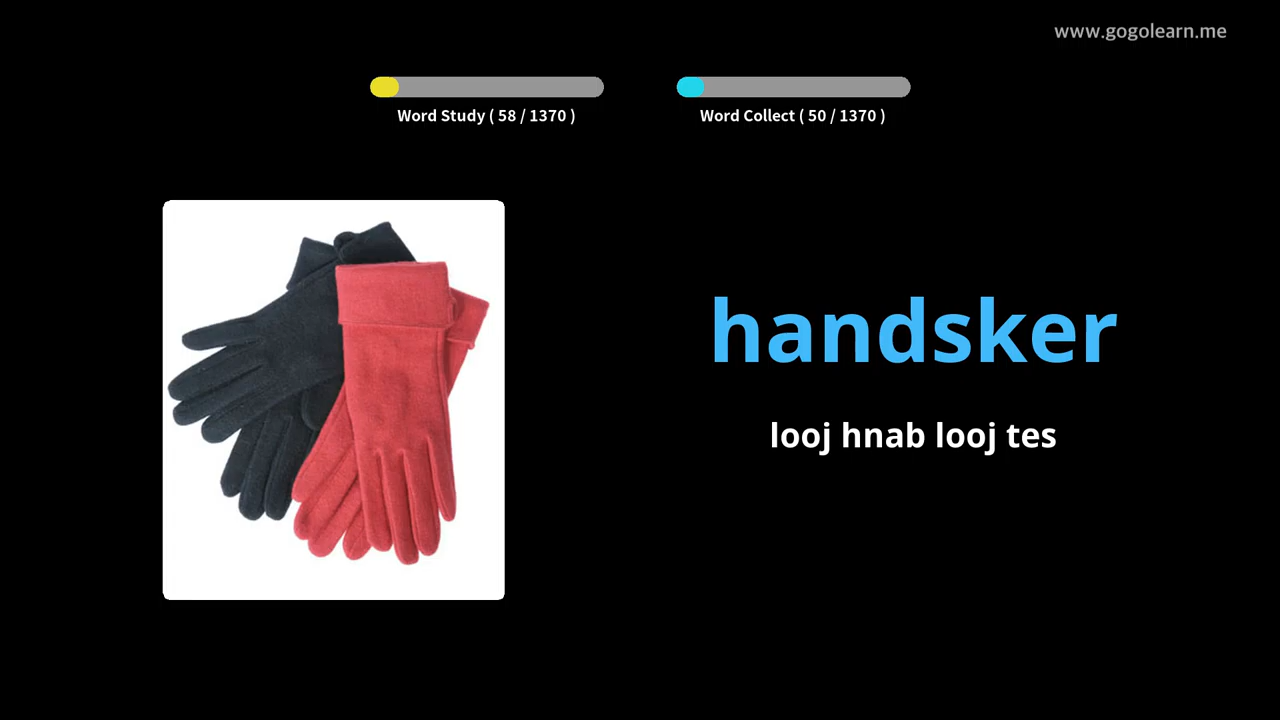 www.gogolearn.me
Word Study ( 58 / 1370 )
Word Collect ( 50 / 1370 )
handsker
looj hnab looj tes